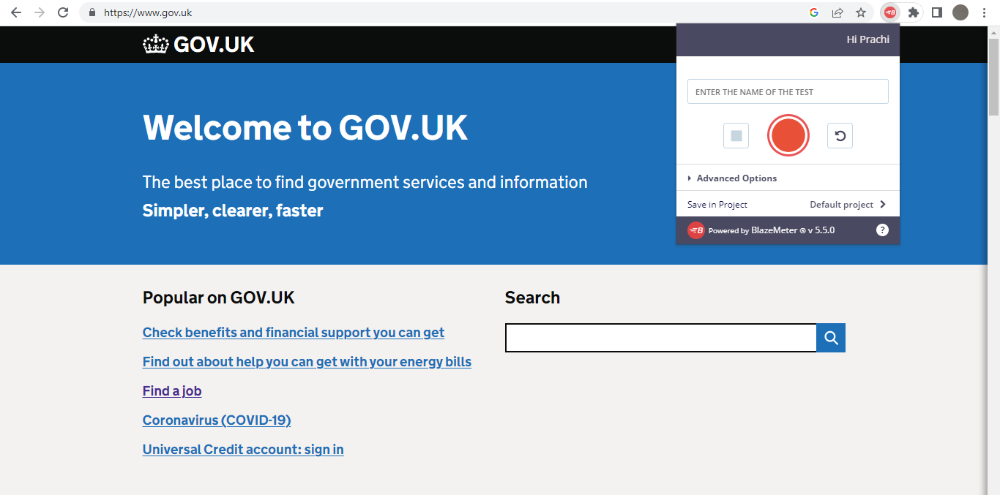 https://www.gov.uk
GOV.UK
Hi Prachi
ENTER THE NAME OF THE TEST
Advanced Options
Save in Project Default project
B Powered by BlazeMeter ® v 5.5.0 ?
Welcome to GOV.UK
The best place to find government services and information
Simpler, clearer, faster
Popular on GOV.UK
Check benefits and financial support you can get
Find out about help you can get with your energy bills
Find a job
Coronavirus (COVID-19)
Universal Credit account: sign in
Search